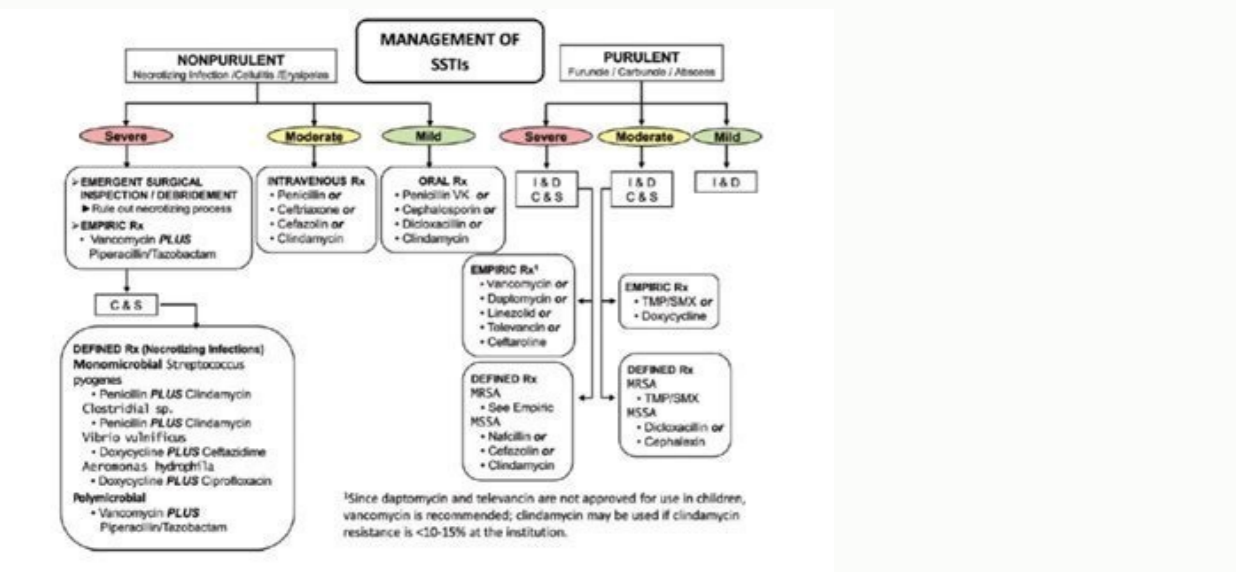 MANAGEMENT OF
SSTIs
NONPURULENT
Necrotizing Infection /Cellulitis /Erysipelas
Severe
Moderate
Mild
➢ EMERGENT SURGICAL
INSPECTION / DEBRIDEMENT
▶ Rule out necrotizing process
➢ EMPIRIC Rx
• Vancomycin PLUS
Piperacillin/Tazobactam
INTRAVENOUS Rx
• Penicillin or
• Ceftriaxone or
• Cefazolin or
• Clindamycin
ORAL Rx
• Penicillin VK or
• Cephalosporin or
• Dicloxacillin or
• Clindamycin
C & S
DEFINED Rx (Necrotizing Infections)
Monomicrobial Streptococcus
pyogenes
• Penicillin PLUS Clindamycin
Clostridial sp.
• Penicillin PLUS Clindamycin
Vibrio vulnificus
• Doxycycline PLUS Ceftazidime
Aeromonas hydrophila
• Doxycycline PLUS Ciprofloxacin
Polymicrobial
• Vancomycin PLUS
Piperacillin/Tazobactam
PURULENT
Furuncle / Carbuncle / Abscess
Severe
Moderate
Mild
I & D
C & S
I & D
C & S
I & D
EMPIRIC Rx¹
• Vancomycin or
• Daptomycin or
• Linezolid or
• Televancin or
• Ceftaroline
EMPIRIC Rx
• TMP/SMX or
• Doxycycline
DEFINED Rx
MRSA
• See Empiric
MSSA
• Nafcillin or
• Cefazolin or
• Clindamycin
DEFINED Rx
MRSA
• TMP/SMX
MSSA
• Dicloxacillin or
• Cephalexin
¹Since daptomycin and televancin are not approved for use in children,
vancomycin is recommended; clindamycin may be used if clindamycin
resistance is <10-15% at the institution.